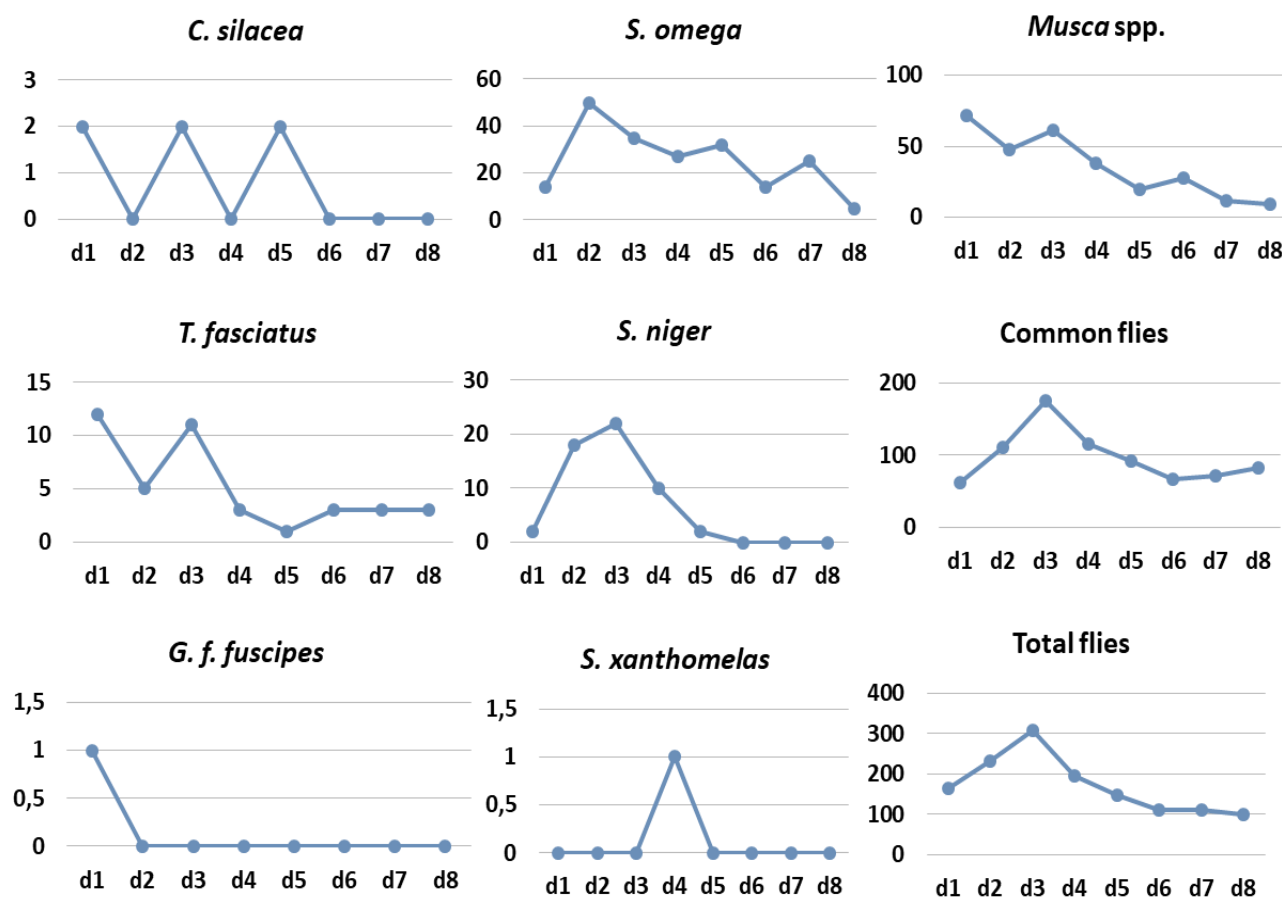 C. silacea
3
2
1
0
d1 d2 d3 d4 d5 d6 d7 d8
S. omega
60
40
20
0
d1 d2 d3 d4 d5 d6 d7 d8
Musca spp.
100
50
0
d1 d2 d3 d4 d5 d6 d7 d8
T. fasciatus
15
10
5
0
d1 d2 d3 d4 d5 d6 d7 d8
S. niger
30
20
10
0
d1 d2 d3 d4 d5 d6 d7 d8
Common flies
200
100
0
d1 d2 d3 d4 d5 d6 d7 d8
G. f. fuscipes
1,5
1
0,5
0
d1 d2 d3 d4 d5 d6 d7 d8
S. xanthomelas
1,5
1
0,5
0
d1 d2 d3 d4 d5 d6 d7 d8
Total flies
400
300
200
100
0
d1 d2 d3 d4 d5 d6 d7 d8